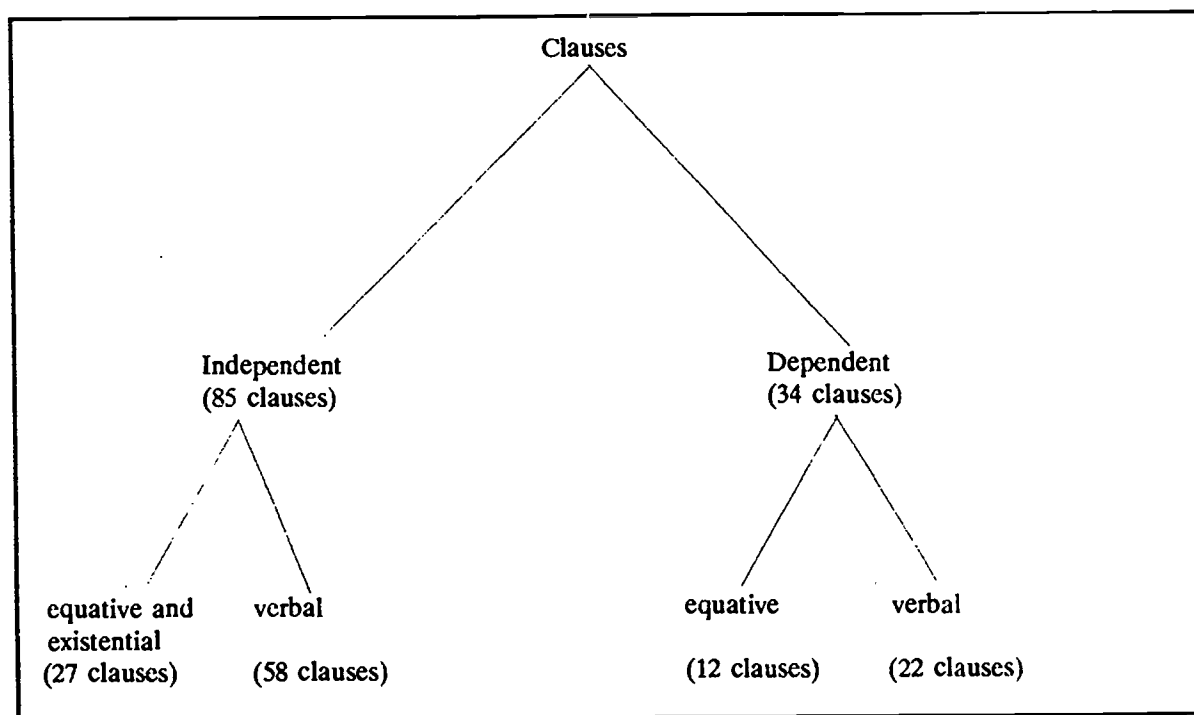 Clauses
Independent
(85 clauses)
Dependent
(34 clauses)
equative and
existential
(27 clauses)
verbal
(58 clauses)
equative
(12 clauses)
verbal
(22 clauses)